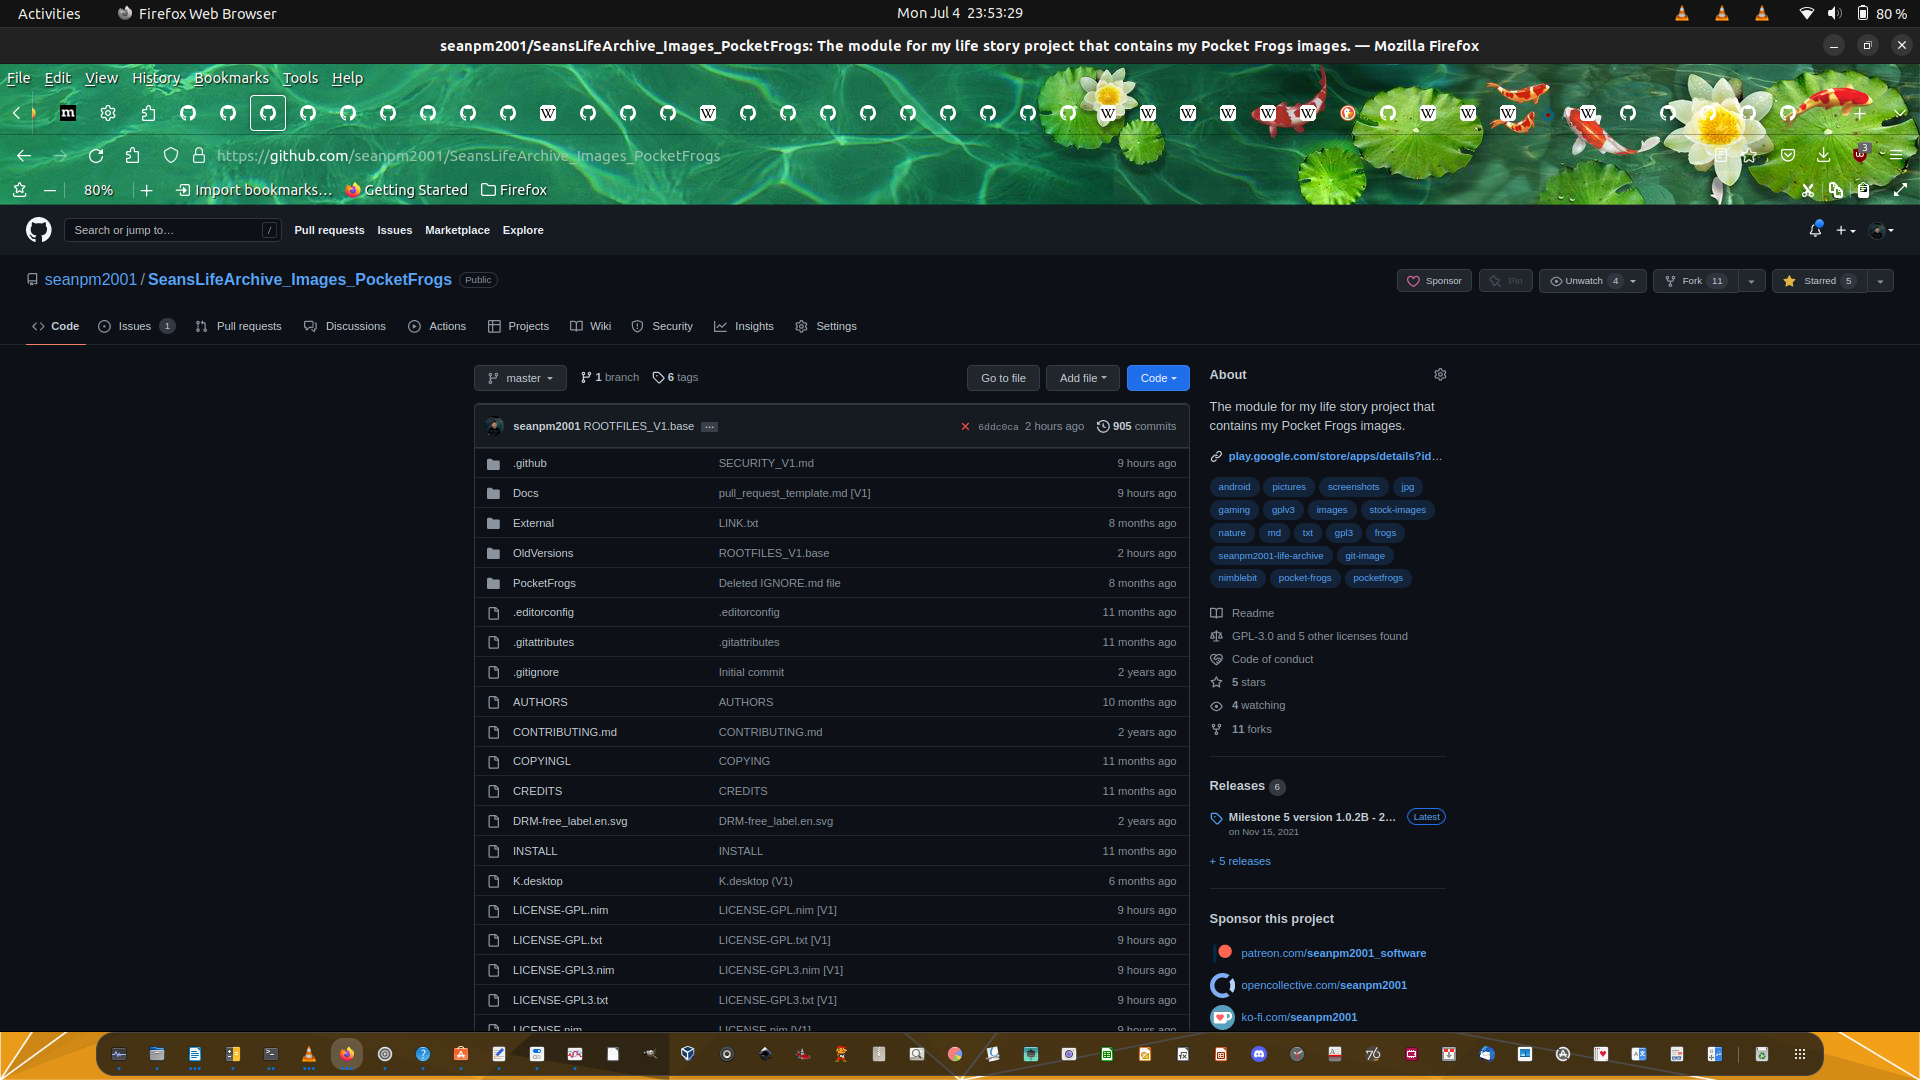 Activities Firefox Web Browser Mon Jul 4 23:53:29 80 %
seanpm2001/SeansLifeArchive_Images_PocketFrogs: The module for my life story project that contains my Pocket Frogs images. — Mozilla Firefox
File Edit View History Bookmarks Tools Help
https://github.com/seanpm2001/SeansLifeArchive_Images_PocketFrogs 3
80% Import bookmarks… Getting Started Firefox
Search or jump to… / Pull requests Issues Marketplace Explore
seanpm2001 / SeansLifeArchive_Images_PocketFrogs Public Sponsor Pin Unwatch 4 Fork 11 Starred 5
Code Issues 1 Pull requests Discussions Actions Projects Wiki Security Insights Settings
master 1 branch 6 tags Go to file Add file Code
seanpm2001 ROOTFILES_V1.base … 6ddc0ca 2 hours ago 905 commits
.github SECURITY_V1.md 9 hours ago
Docs pull_request_template.md [V1] 9 hours ago
External LINK.txt 8 months ago
OldVersions ROOTFILES_V1.base 2 hours ago
PocketFrogs Deleted IGNORE.md file 8 months ago
.editorconfig .editorconfig 11 months ago
.gitattributes .gitattributes 11 months ago
.gitignore Initial commit 2 years ago
AUTHORS AUTHORS 10 months ago
CONTRIBUTING.md CONTRIBUTING.md 2 years ago
COPYINGL COPYING 11 months ago
CREDITS CREDITS 11 months ago
DRM-free_label.en.svg DRM-free_label.en.svg 2 years ago
INSTALL INSTALL 11 months ago
K.desktop K.desktop (V1) 6 months ago
LICENSE-GPL.nim LICENSE-GPL.nim [V1] 9 hours ago
LICENSE-GPL.txt LICENSE-GPL.txt [V1] 9 hours ago
LICENSE-GPL3.nim LICENSE-GPL3.nim [V1] 9 hours ago
LICENSE-GPL3.txt LICENSE-GPL3.txt [V1] 9 hours ago
LICENSE.nim LICENSE.nim [V1] 9 hours ago
About
The module for my life story project that
contains my Pocket Frogs images.
play.google.com/store/apps/details?id…
android pictures screenshots jpg
gaming gplv3 images stock-images
nature md txt gpl3 frogs
seanpm2001-life-archive git-image
nimblebit pocket-frogs pocketfrogs
Readme
GPL-3.0 and 5 other licenses found
Code of conduct
5 stars
4 watching
11 forks
Releases 6
Milestone 5 version 1.0.2B - 2… Latest
on Nov 15, 2021
+ 5 releases
Sponsor this project
patreon.com/seanpm2001_software
opencollective.com/seanpm2001
ko-fi.com/seanpm2001